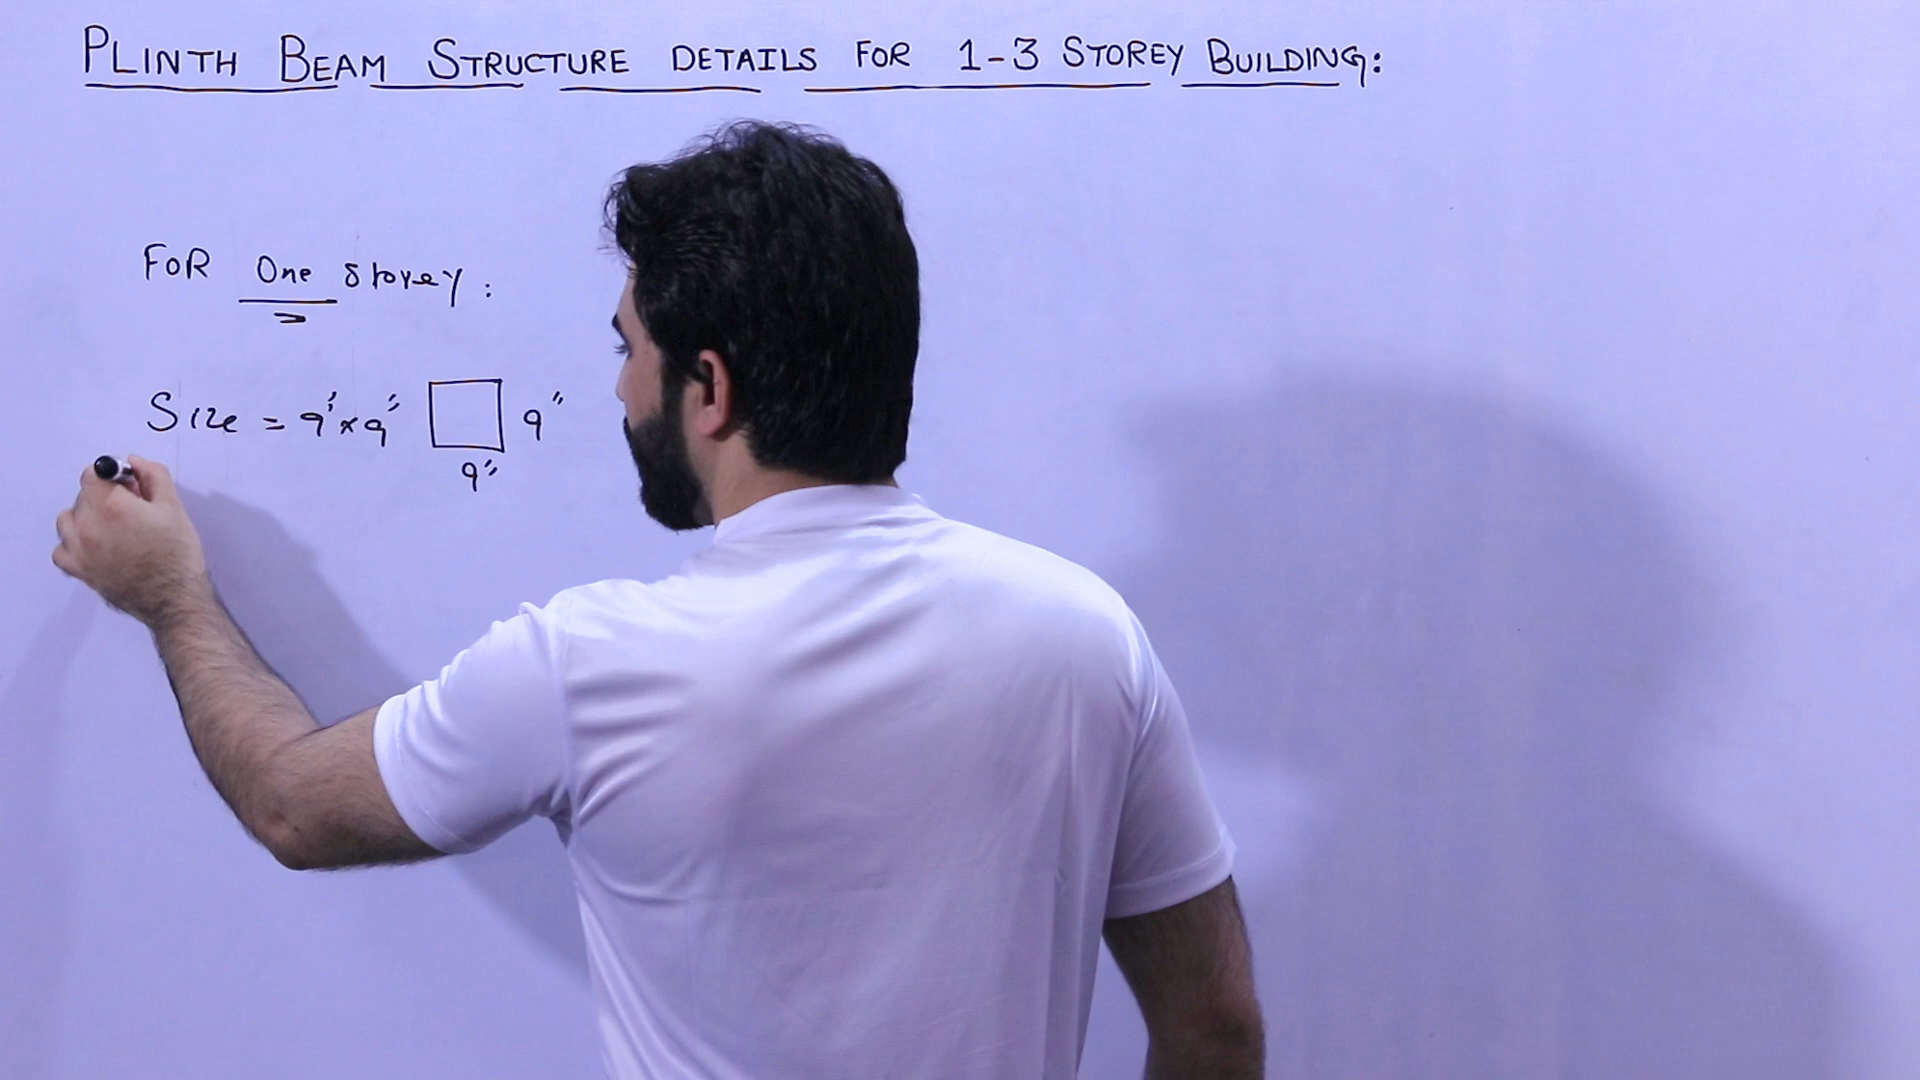 PLINTH BEAM STRUCTURE DETAILS FOR 1-3 STOREY BUILDING:
FOR One Storey:
Size = 9"x9" 9"
9"